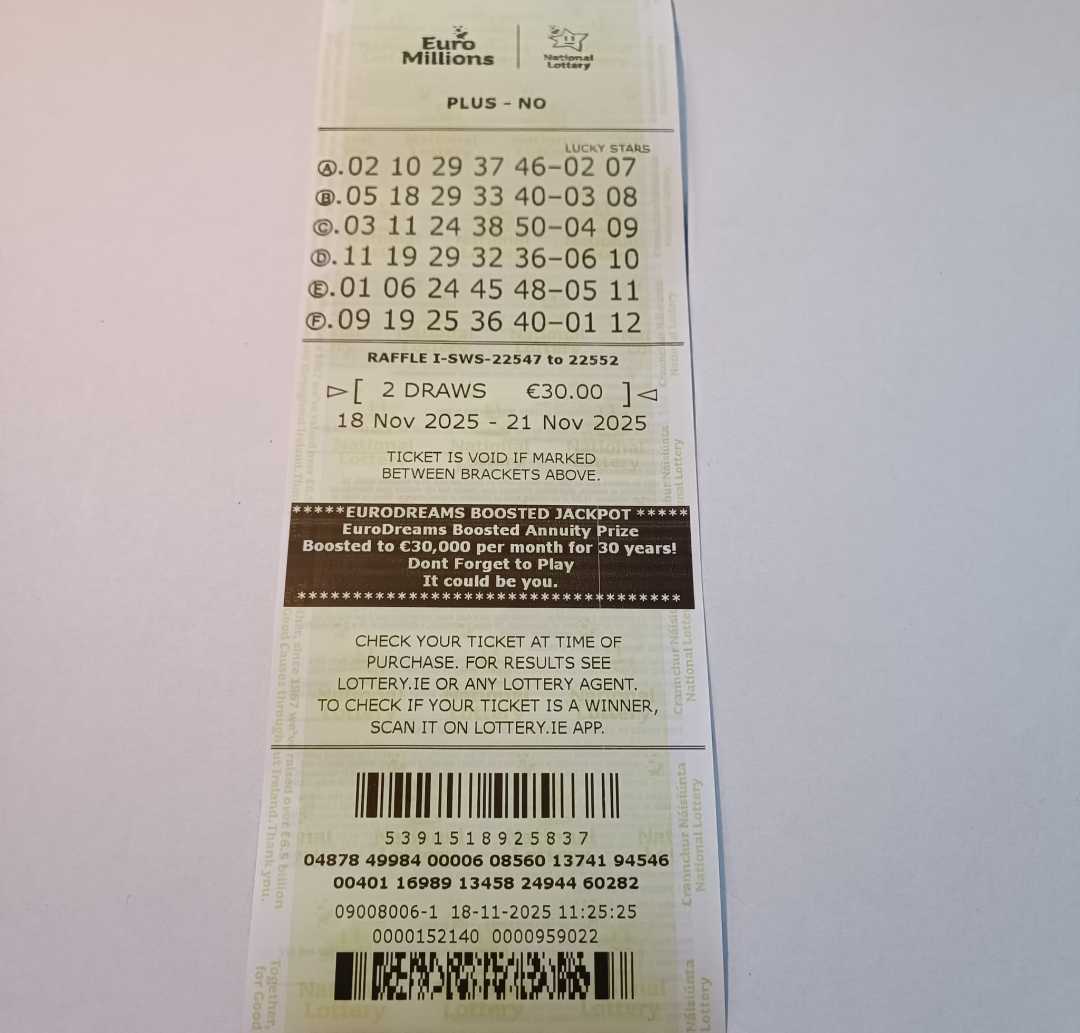 Euro
Millions
National
Lottery
PLUS - NO
LUCKY STARS
Ⓐ.02 10 29 37 46-02 07
Ⓑ.05 18 29 33 40-03 08
Ⓒ.03 11 24 38 50-04 09
Ⓓ.11 19 29 32 36-06 10
Ⓔ.01 06 24 45 48-05 11
Ⓕ.09 19 25 36 40-01 12
RAFFLE I-SWS-22547 to 22552
[ 2 DRAWS €30.00 ]
18 Nov 2025 - 21 Nov 2025
TICKET IS VOID IF MARKED
BETWEEN BRACKETS ABOVE.
*****EURODREAMS BOOSTED JACKPOT *****
EuroDreams Boosted Annuity Prize
Boosted to €30,000 per month for 30 years!
Dont Forget to Play
It could be you.
**********************************
CHECK YOUR TICKET AT TIME OF
PURCHASE. FOR RESULTS SEE
LOTTERY.IE OR ANY LOTTERY AGENT.
TO CHECK IF YOUR TICKET IS A WINNER,
SCAN IT ON LOTTERY.IE APP.
5391518925837
04878 49984 00006 08560 13741 94546
00401 16989 13458 24944 60282
09008006-1 18-11-2025 11:25:25
0000152140 0000959022
Crannchur Náisiúnta
National Lottery
Together,
for Good